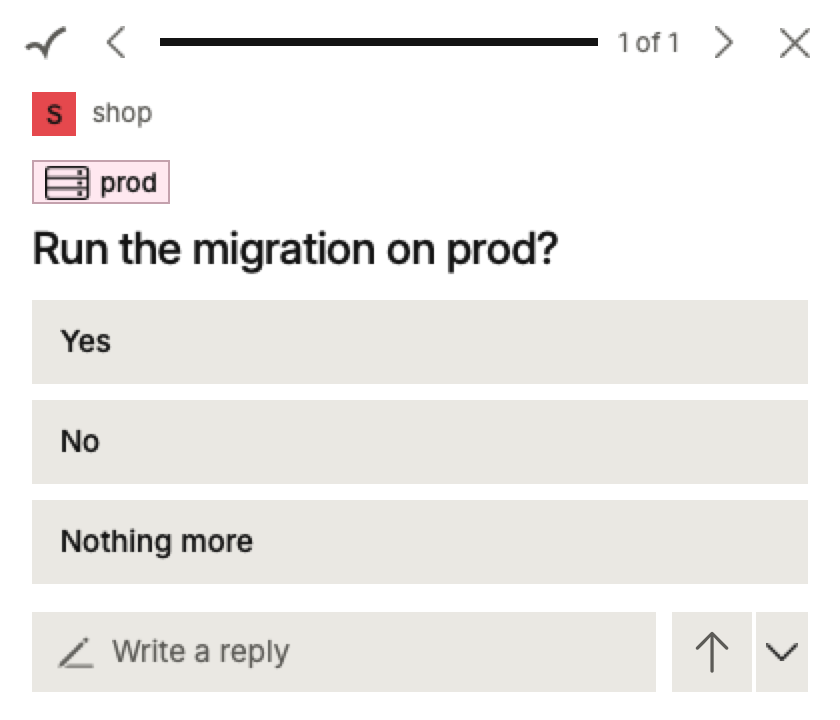 1 of 1
S shop
prod
Run the migration on prod?
Yes
No
Nothing more
Write a reply